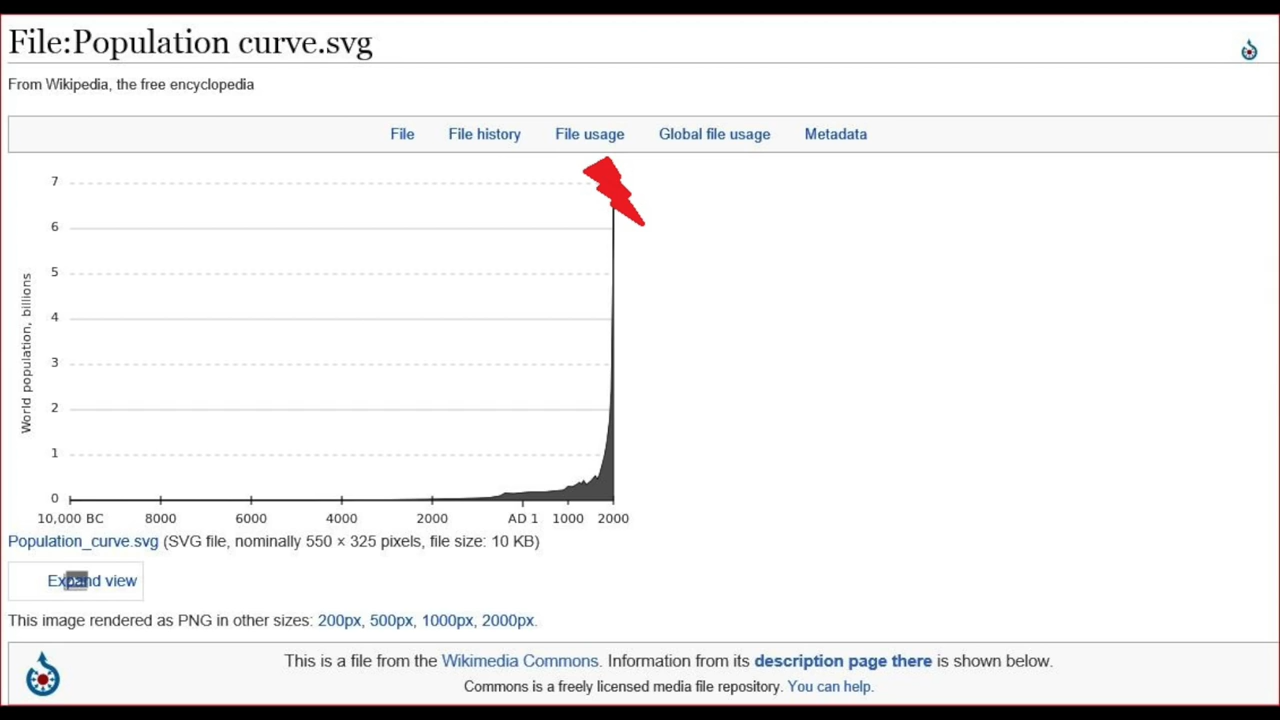 File:Population curve.svg
From Wikipedia, the free encyclopedia
File File history File usage Global file usage Metadata
7
6
5
4
3
2
1
0
World population, billions
10,000 BC 8000 6000 4000 2000 AD 1 1000 2000
Population_curve.svg (SVG file, nominally 550 × 325 pixels, file size: 10 KB)
Expand view
This image rendered as PNG in other sizes: 200px, 500px, 1000px, 2000px.
This is a file from the Wikimedia Commons. Information from its description page there is shown below.
Commons is a freely licensed media file repository. You can help.